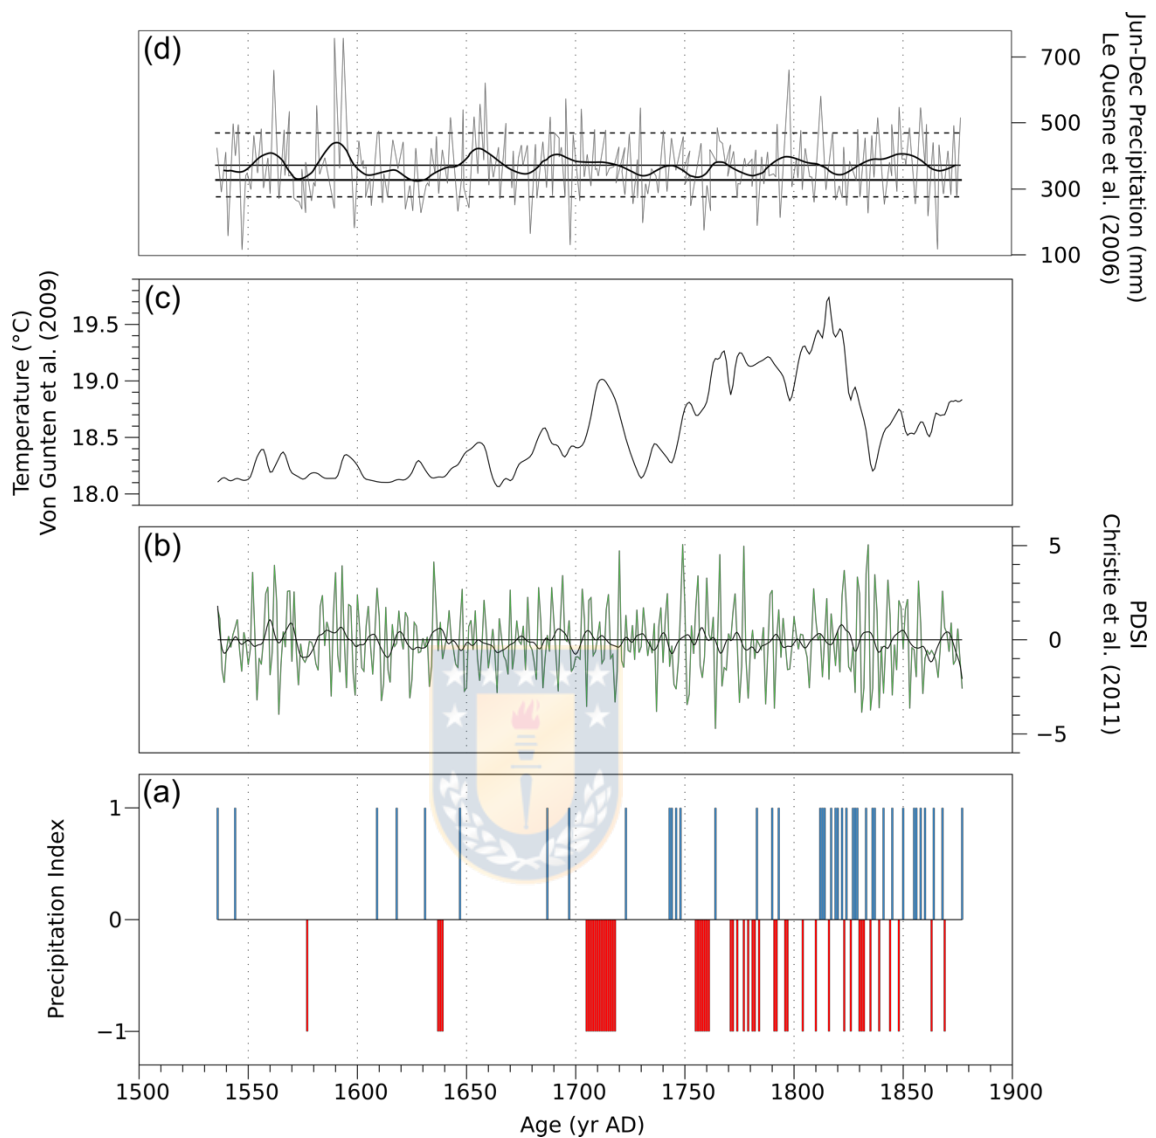 (d)
700
500
300
100
Jun-Dec Precipitation (mm)
Le Quesne et al. (2006)
(c)
19.5
19.0
18.5
18.0
Temperature (°C)
Von Gunten et al. (2009)
(b)
5
0
−5
PDSI
Christie et al. (2011)
(a)
1
0
−1
Precipitation Index
1500 1550 1600 1650 1700 1750 1800 1850 1900
Age (yr AD)